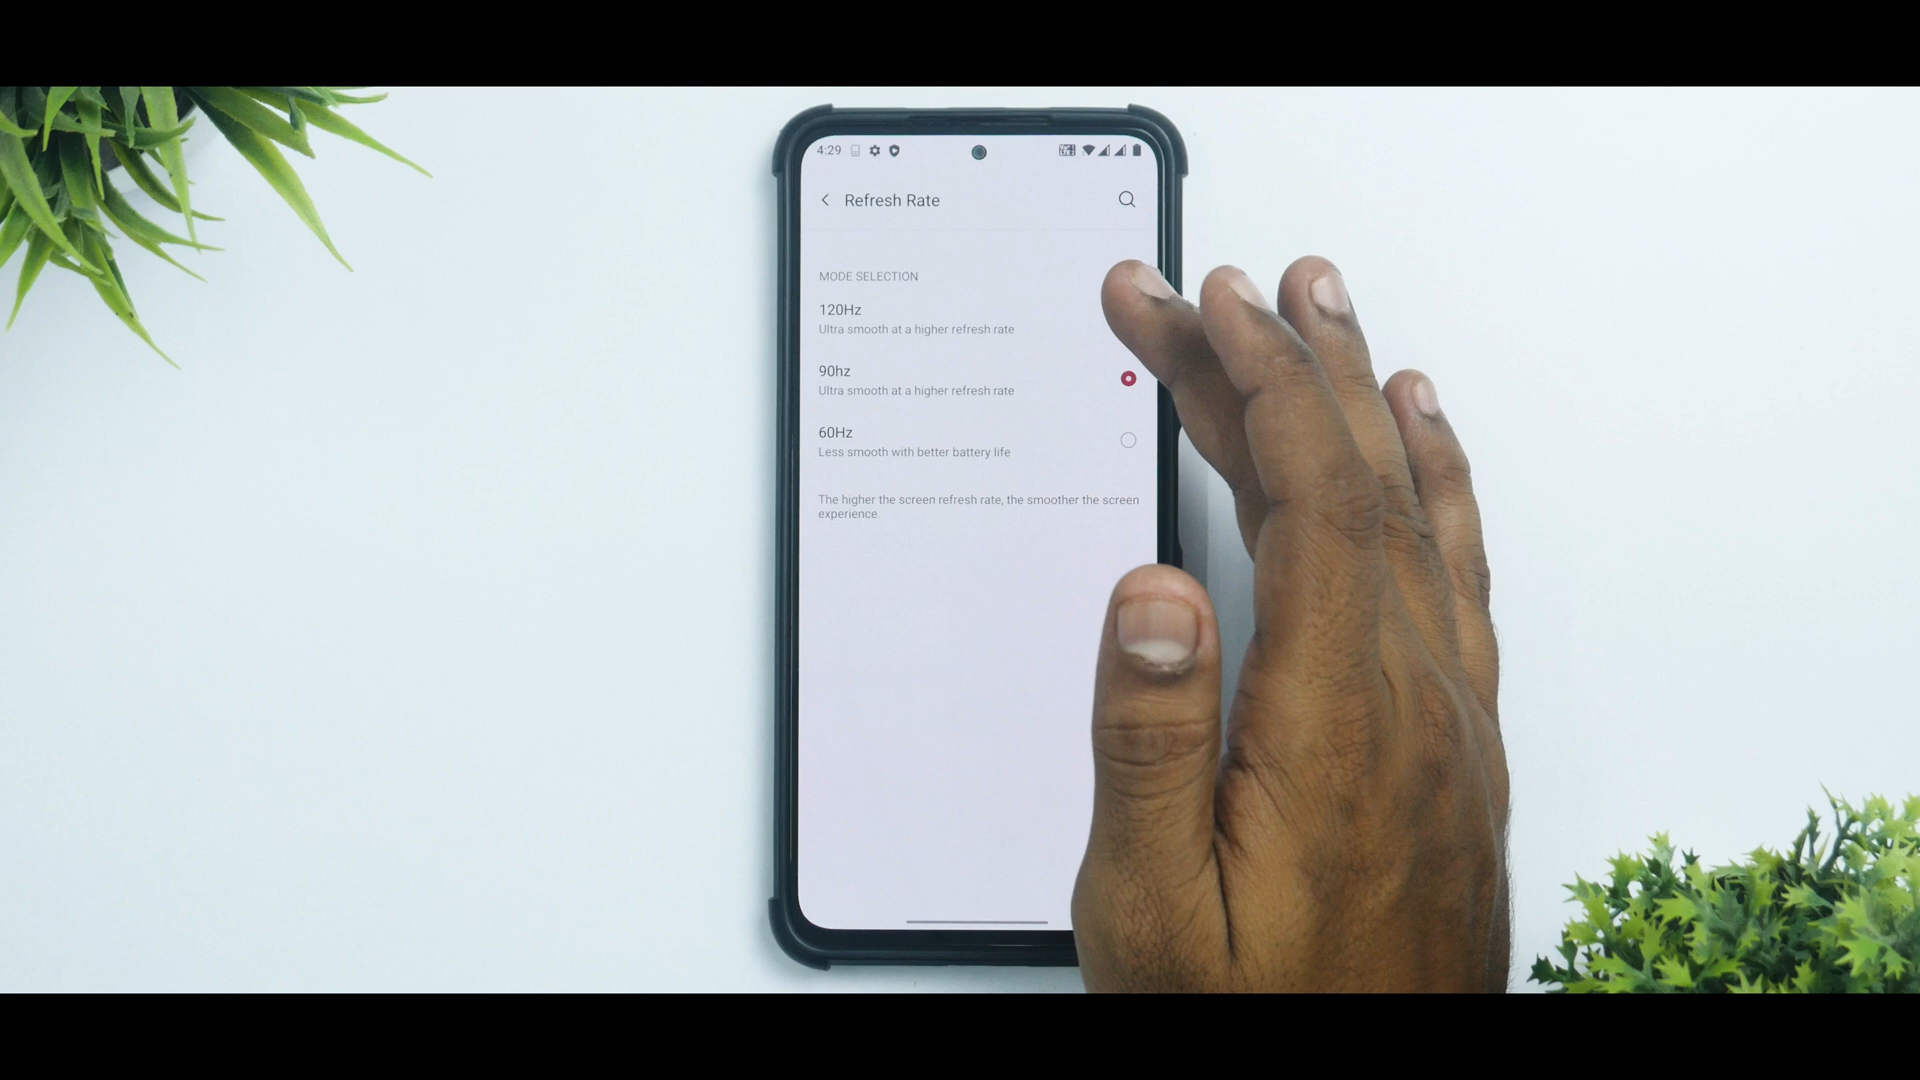 4:29
Refresh Rate
MODE SELECTION
120Hz
Ultra smooth at a higher refresh rate
90hz
Ultra smooth at a higher refresh rate
60Hz
Less smooth with better battery life
The higher the screen refresh rate, the smoother the screen
experience.